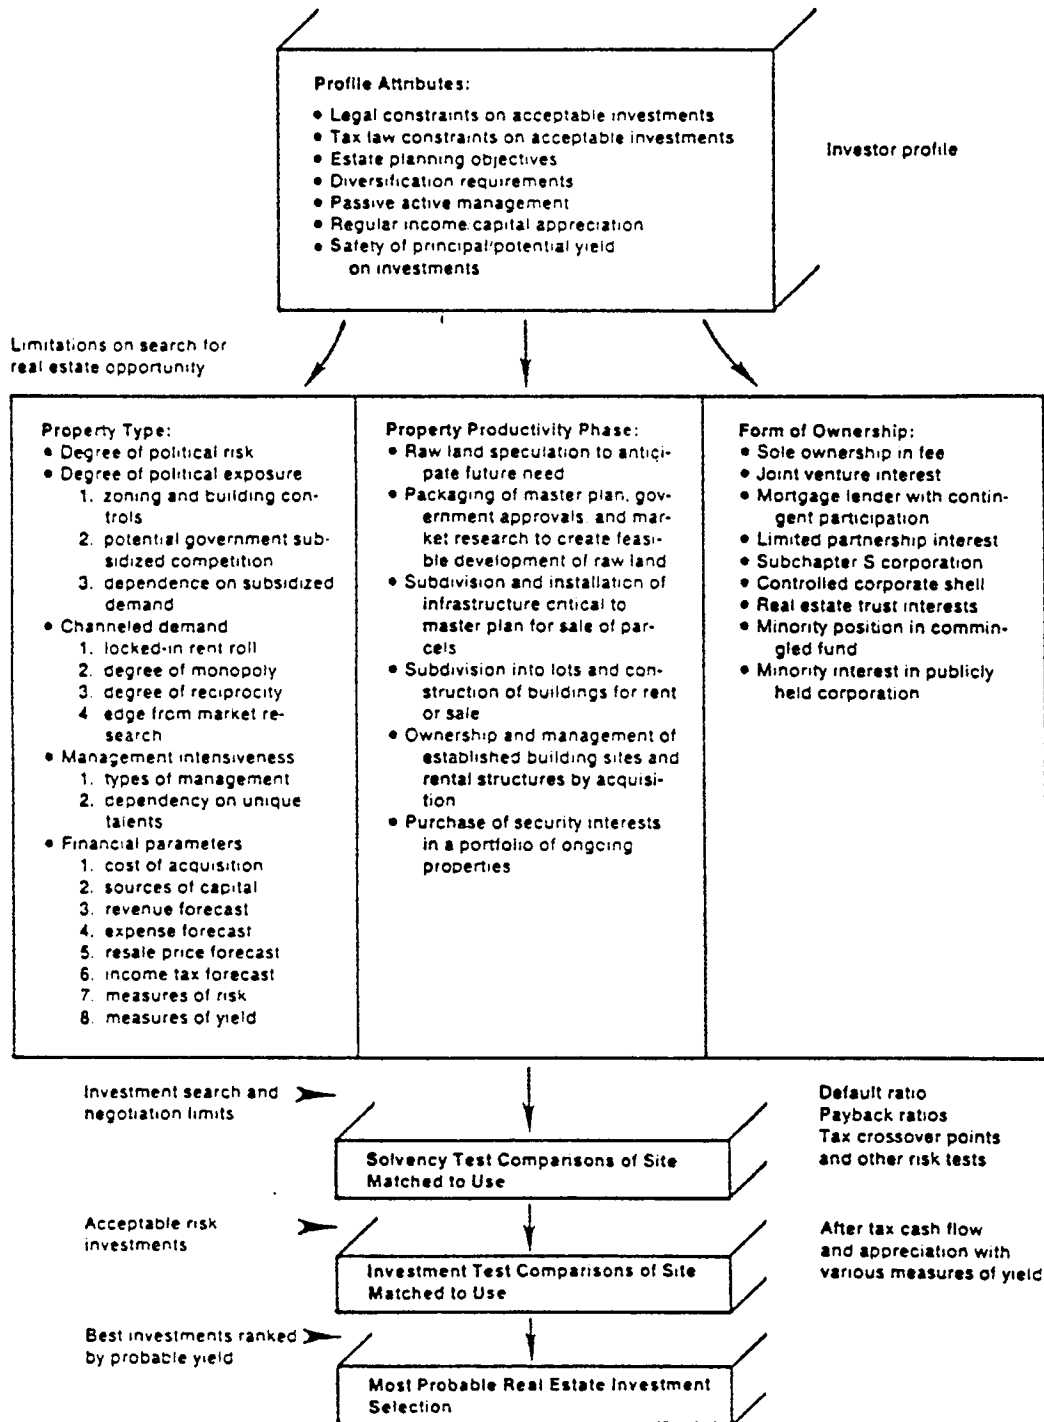 Profile Attributes:
• Legal constraints on acceptable investments
• Tax law constraints on acceptable investments
• Estate planning objectives
• Diversification requirements
• Passive active management
• Regular income/capital appreciation
• Safety of principal/potential yield
on investments
Investor profile
Limitations on search for
real estate opportunity
Property Type:
• Degree of political risk
• Degree of political exposure
1. zoning and building con-
trols
2. potential government sub-
sidized competition
3. dependence on subsidized
demand
• Channeled demand
1. locked-in rent roll
2. degree of monopoly
3. degree of reciprocity
4 edge from market re-
search
• Management intensiveness
1. types of management
2. dependency on unique
talents
• Financial parameters
1. cost of acquisition
2. sources of capital
3. revenue forecast
4. expense forecast
5. resale price forecast
6. income tax forecast
7. measures of risk
8. measures of yield
Property Productivity Phase:
• Raw land speculation to antici-
pate future need
• Packaging of master plan, gov-
ernment approvals, and mar-
ket research to create feasi-
ble development of raw land
• Subdivision and installation of
infrastructure critical to
master plan for sale of par-
cels
• Subdivision into lots and con-
struction of buildings for rent
or sale
• Ownership and management of
established building sites and
rental structures by acquisi-
tion
• Purchase of security interests
in a portfolio of ongoing
properties
Form of Ownership:
• Sole ownership in fee
• Joint venture interest
• Mortgage lender with contin-
gent participation
• Limited partnership interest
• Subchapter S corporation
• Controlled corporate shell
• Real estate trust interests
• Minority position in commin-
gled fund
• Minority interest in publicly
held corporation
Investment search and
negotiation limits
Default ratio
Payback ratios
Tax crossover points
and other risk tests
Solvency Test Comparisons of Site
Matched to Use
Acceptable risk
investments
After tax cash flow
and appreciation with
various measures of yield
Investment Test Comparisons of Site
Matched to Use
Best investments ranked
by probable yield
Most Probable Real Estate Investment
Selection